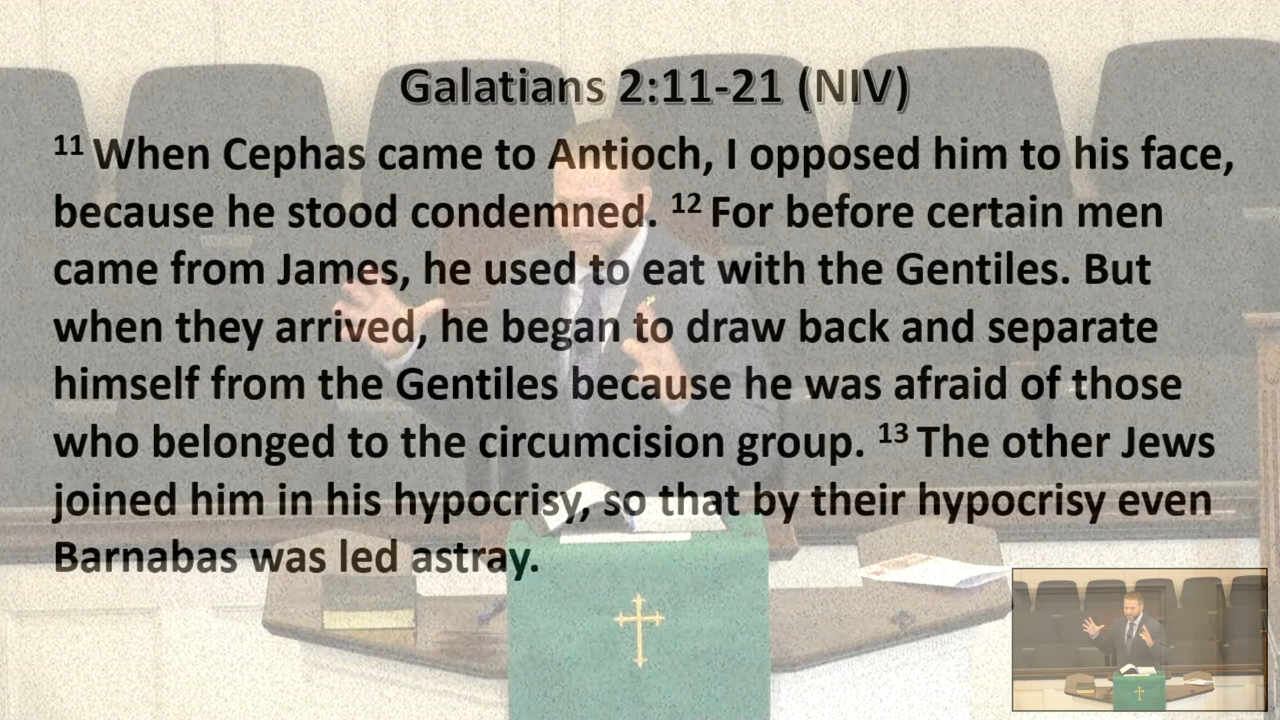 Galatians 2:11-21 (NIV)
11 When Cephas came to Antioch, I opposed him to his face,
because he stood condemned. 12 For before certain men
came from James, he used to eat with the Gentiles. But
when they arrived, he began to draw back and separate
himself from the Gentiles because he was afraid of those
who belonged to the circumcision group. 13 The other Jews
joined him in his hypocrisy, so that by their hypocrisy even
Barnabas was led astray.